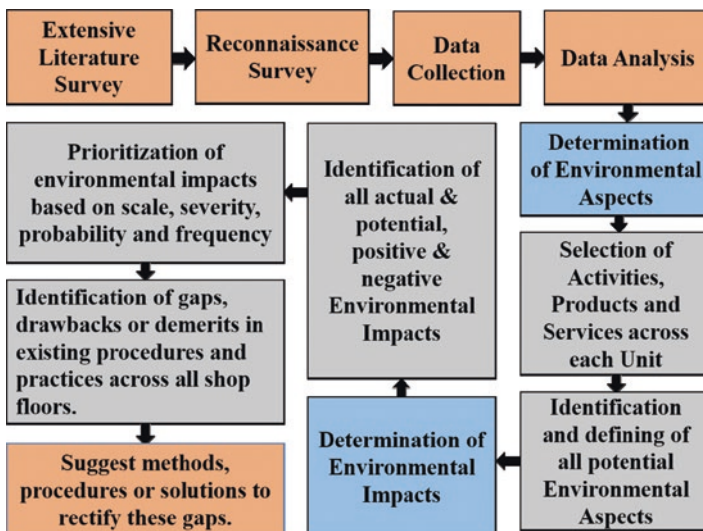 Extensive
Literature
Survey
Reconnaissance
Survey
Data
Collection
Data Analysis
Determination
of Environmental
Aspects
Selection of
Activities,
Products and
Services across
each Unit
Identification
and defining of
all potential
Environmental
Aspects
Determination of
Environmental
Impacts
Identification of
all actual &
potential,
positive &
negative
Environmental
Impacts
Prioritization of
environmental impacts
based on scale, severity,
probability and frequency
Identification of gaps,
drawbacks or demerits in
existing procedures and
practices across all shop
floors.
Suggest methods,
procedures or solutions to
rectify these gaps.